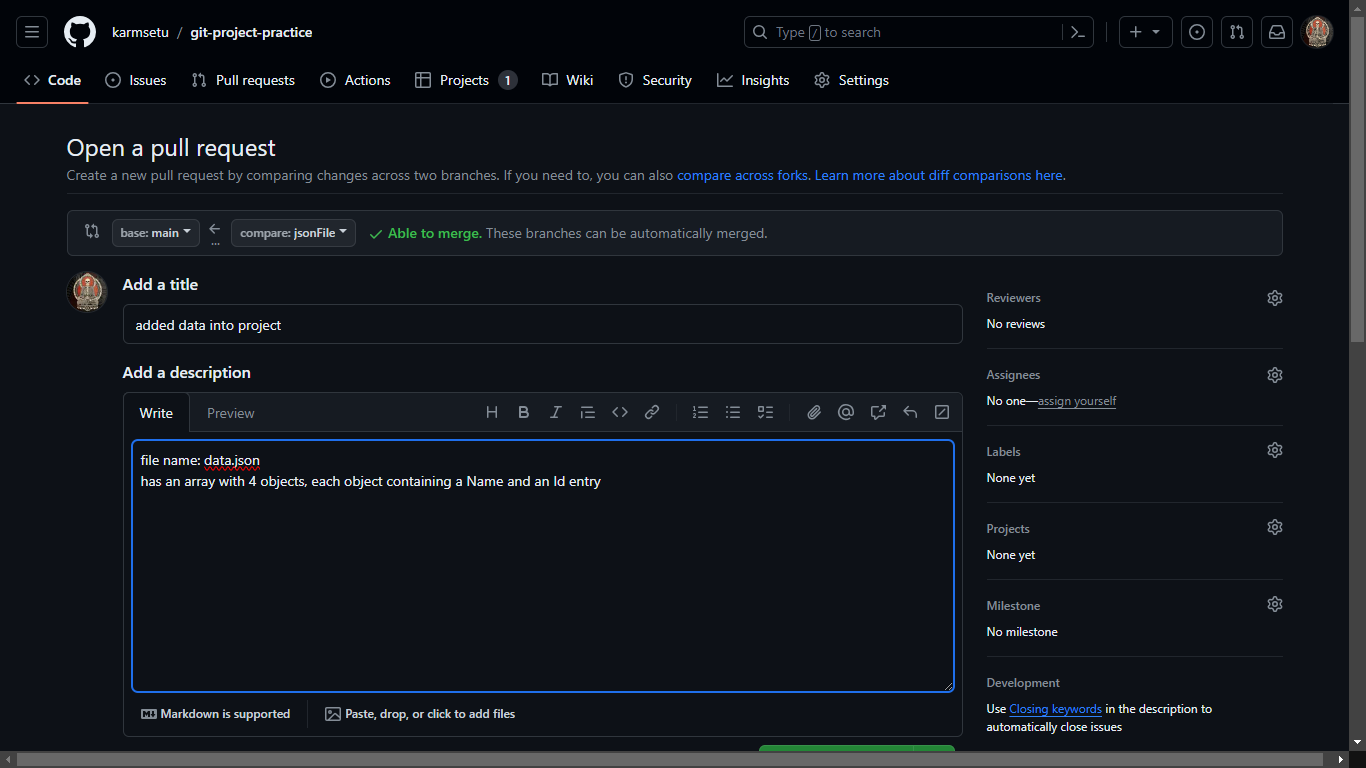 karmsetu / git-project-practice
Type / to search
Code
Issues
Pull requests
Actions
Projects 1
Wiki
Security
Insights
Settings
Open a pull request
Create a new pull request by comparing changes across two branches. If you need to, you can also compare across forks. Learn more about diff comparisons here.
base: main
...
compare: jsonFile
Able to merge. These branches can be automatically merged.
Add a title
added data into project
Add a description
Write
Preview
H B I
file name: data.json
has an array with 4 objects, each object containing a Name and an Id entry
Markdown is supported
Paste, drop, or click to add files
Reviewers
No reviews
Assignees
No one—assign yourself
Labels
None yet
Projects
None yet
Milestone
No milestone
Development
Use Closing keywords in the description to
automatically close issues